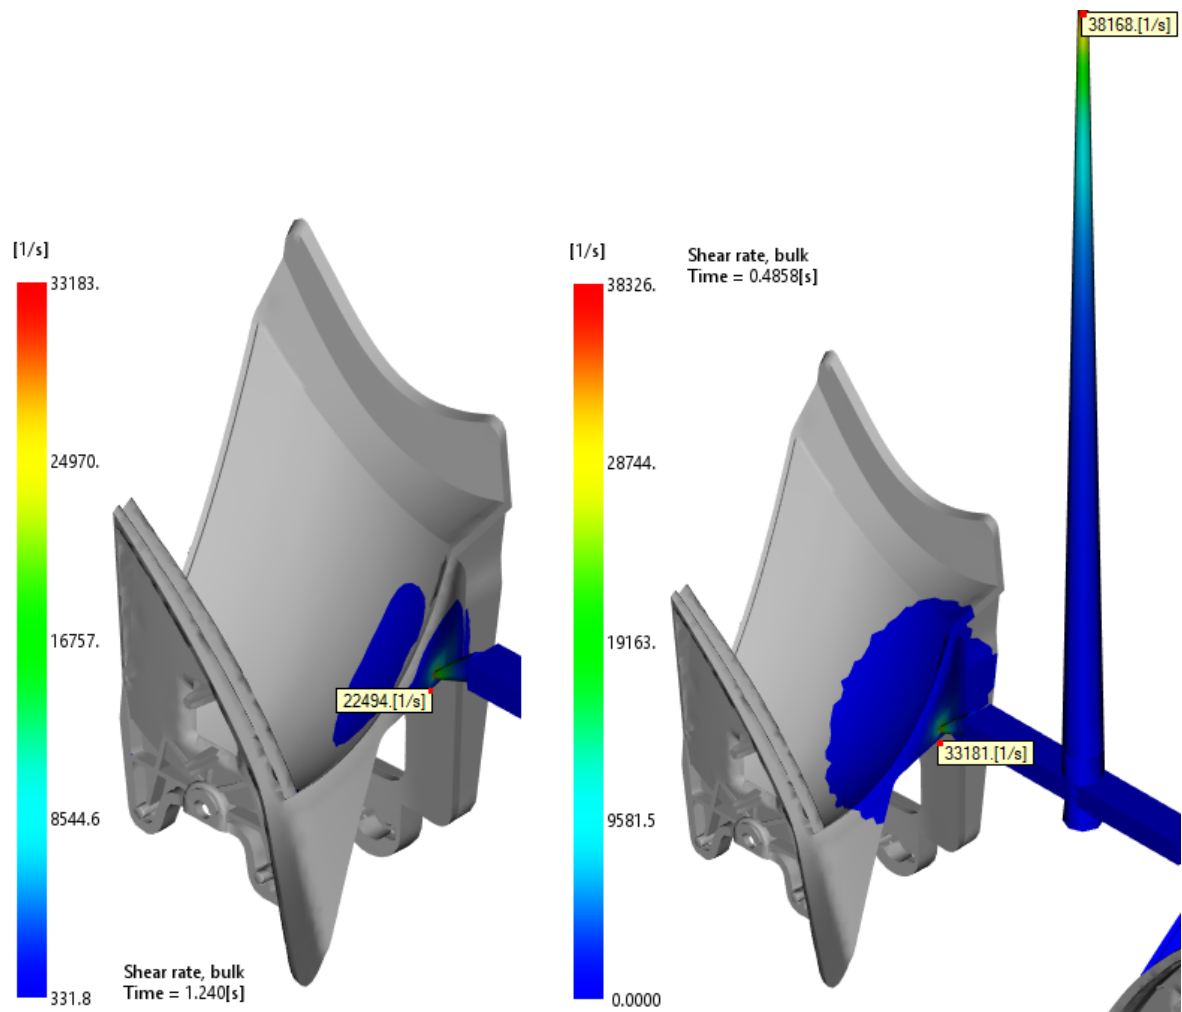 [1/s]
33183.
24970.
16757.
8544.6
331.8
22494.[1/s]
Shear rate, bulk
Time = 1.240[s]
[1/s]
38326.
28744.
19163.
9581.5
0.0000
Shear rate, bulk
Time = 0.4858[s]
38168.[1/s]
33181.[1/s]